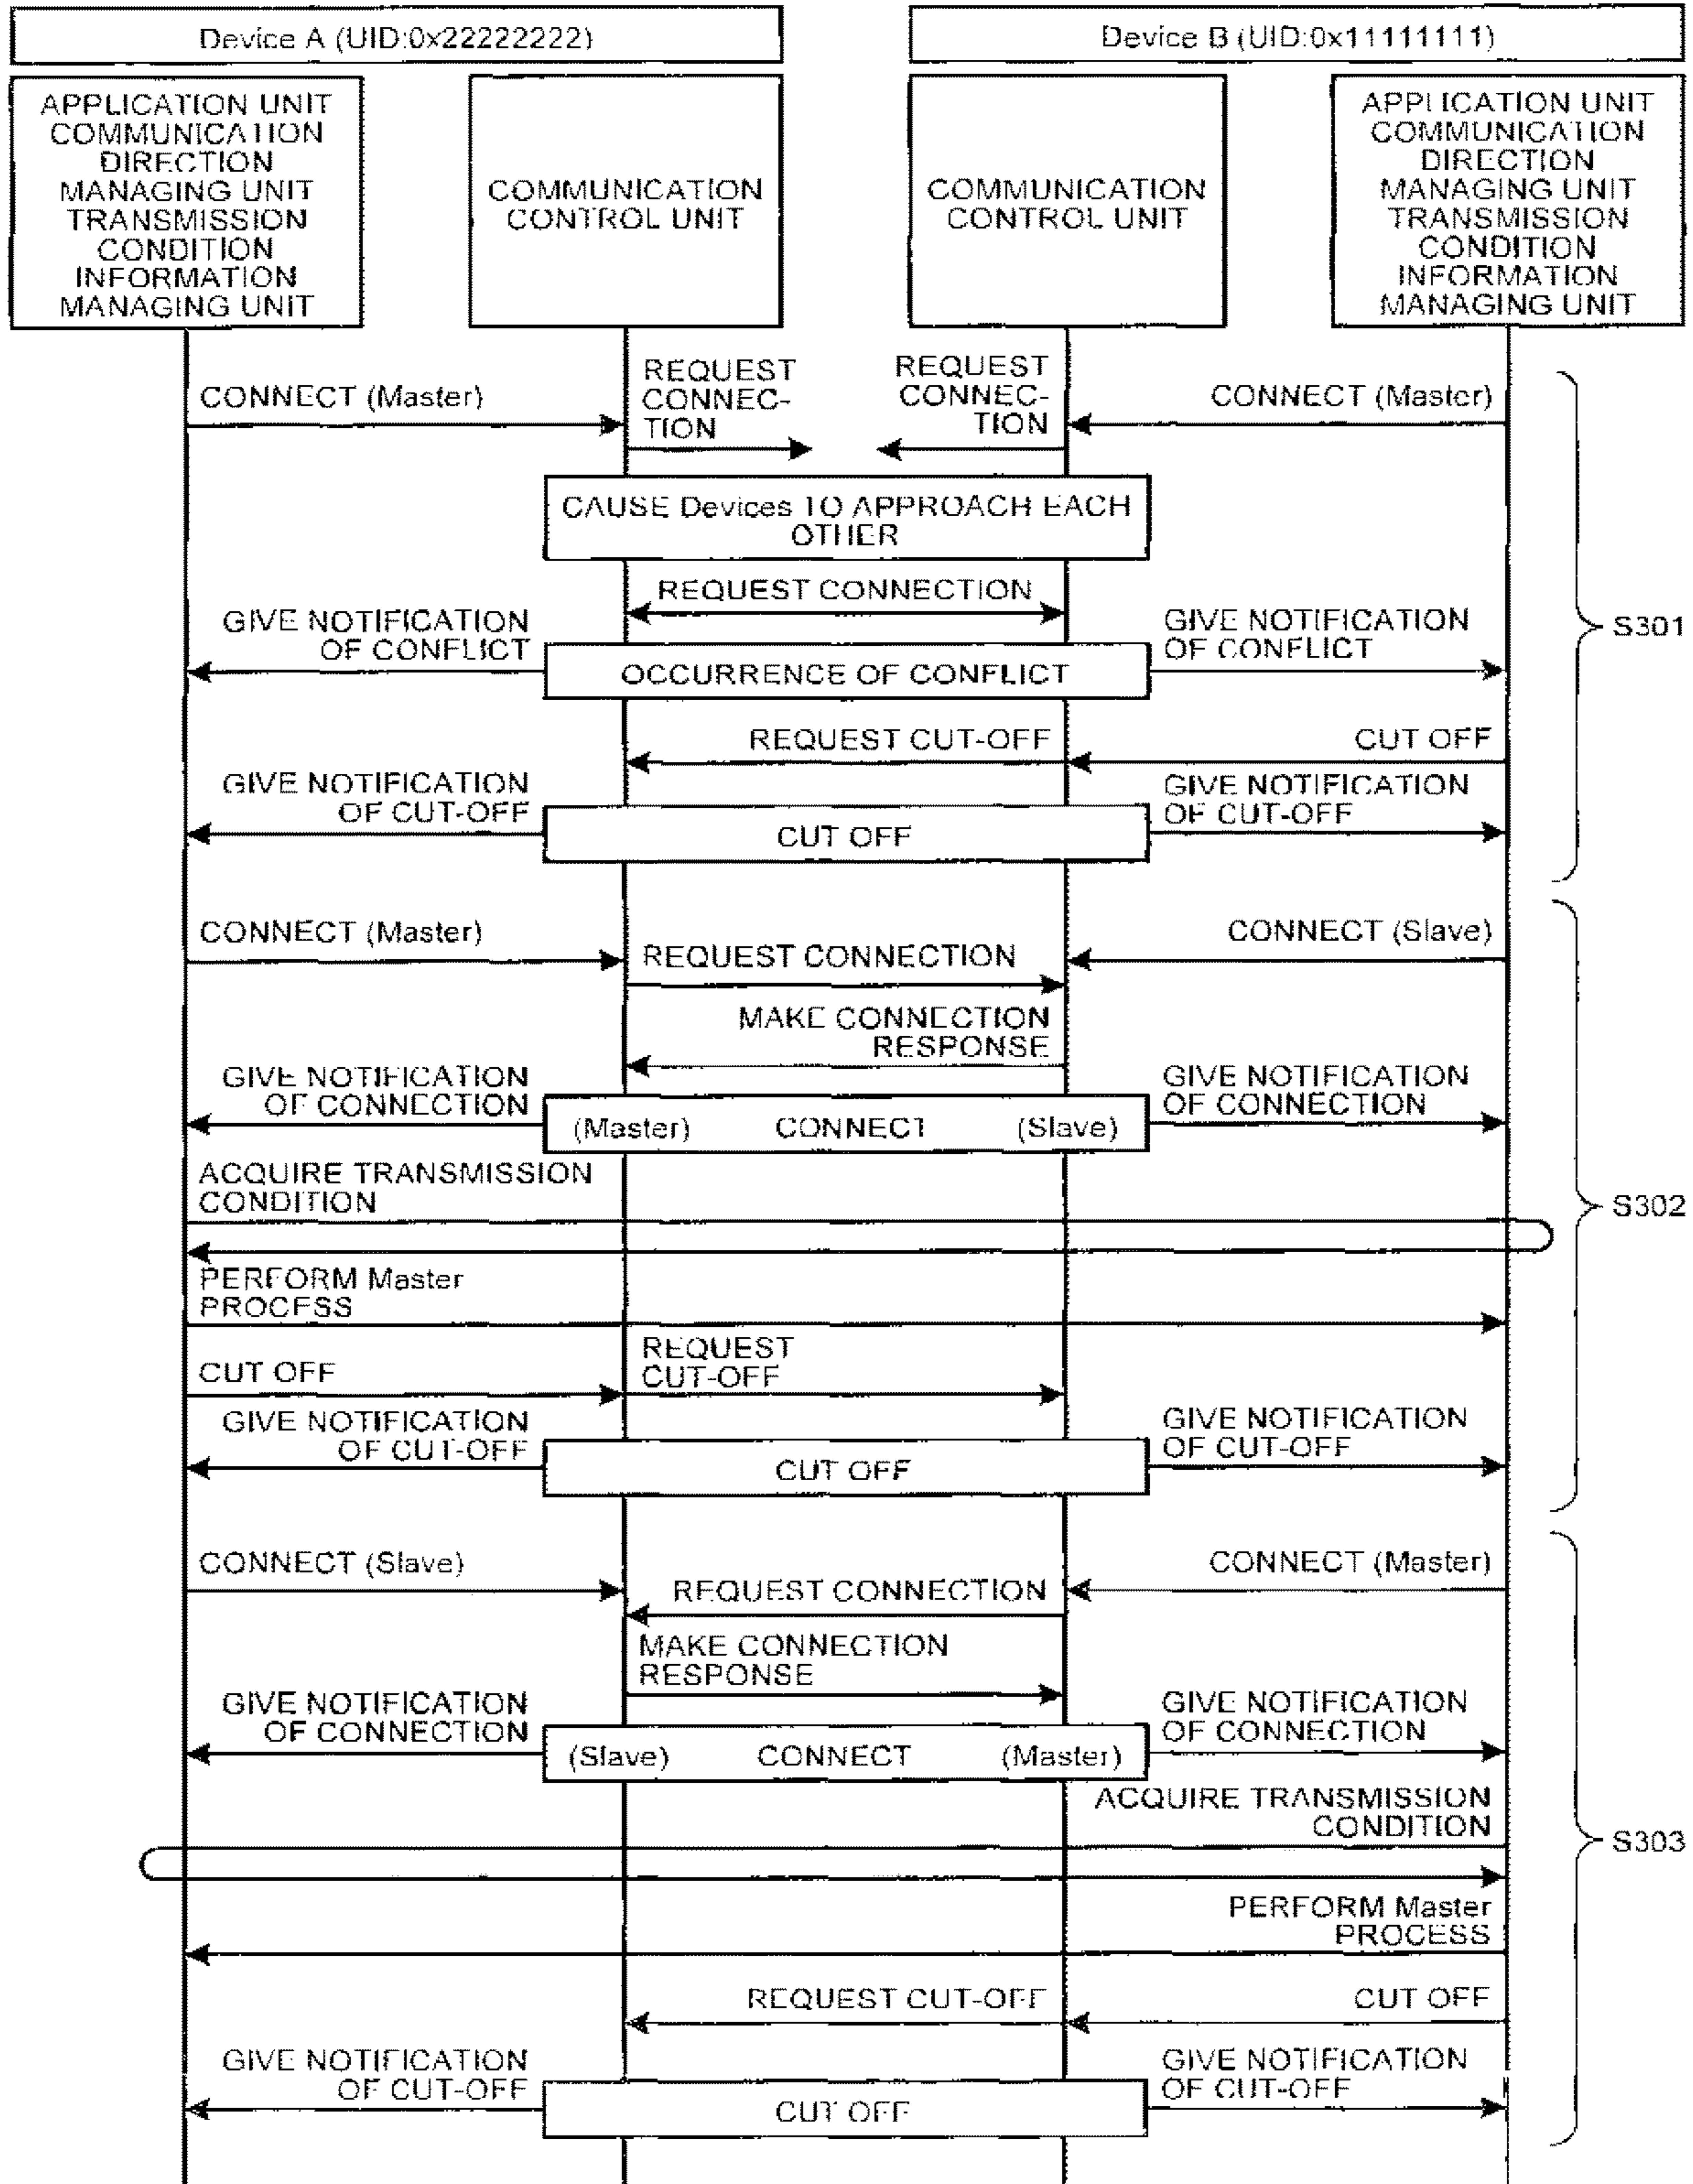 Device A (UID:0x22222222)
Device B (UID:0x11111111)
APPLICATION UNIT
COMMUNICATION
DIRECTION
MANAGING UNIT
TRANSMISSION
CONDITION
INFORMATION
MANAGING UNIT
COMMUNICATION
CONTROL UNIT
COMMUNICATION
CONTROL UNIT
APPLICATION UNIT
COMMUNICATION
DIRECTION
MANAGING UNIT
TRANSMISSION
CONDITION
INFORMATION
MANAGING UNIT
CONNECT (Master)
REQUEST
CONNEC-
TION
REQUEST
CONNEC-
TION
CONNECT (Master)
CAUSE Devices TO APPROACH EACH
OTHER
REQUEST CONNECTION
GIVE NOTIFICATION
OF CONFLICT
OCCURRENCE OF CONFLICT
GIVE NOTIFICATION
OF CONFLICT
S301
REQUEST CUT-OFF
CUT OFF
GIVE NOTIFICATION
OF CUT-OFF
CUT OFF
GIVE NOTIFICATION
OF CUT-OFF
CONNECT (Master)
REQUEST CONNECTION
CONNECT (Slave)
MAKE CONNECTION
RESPONSE
GIVE NOTIFICATION
OF CONNECTION
(Master) CONNECT (Slave)
GIVE NOTIFICATION
OF CONNECTION
ACQUIRE TRANSMISSION
CONDITION
S302
PERFORM Master
PROCESS
CUT OFF
REQUEST
CUT-OFF
GIVE NOTIFICATION
OF CUT-OFF
CUT OFF
GIVE NOTIFICATION
OF CUT-OFF
CONNECT (Slave)
REQUEST CONNECTION
CONNECT (Master)
MAKE CONNECTION
RESPONSE
GIVE NOTIFICATION
OF CONNECTION
(Slave) CONNECT (Master)
GIVE NOTIFICATION
OF CONNECTION
ACQUIRE TRANSMISSION
CONDITION
S303
PERFORM Master
PROCESS
REQUEST CUT-OFF
CUT OFF
GIVE NOTIFICATION
OF CUT-OFF
CUT OFF
GIVE NOTIFICATION
OF CUT-OFF